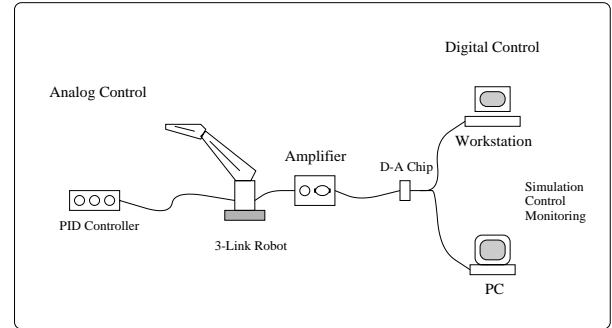 Digital Control
Analog Control
Workstation
Amplifier
D-A Chip
Simulation
Control
Monitoring
PID Controller
3-Link Robot
PC